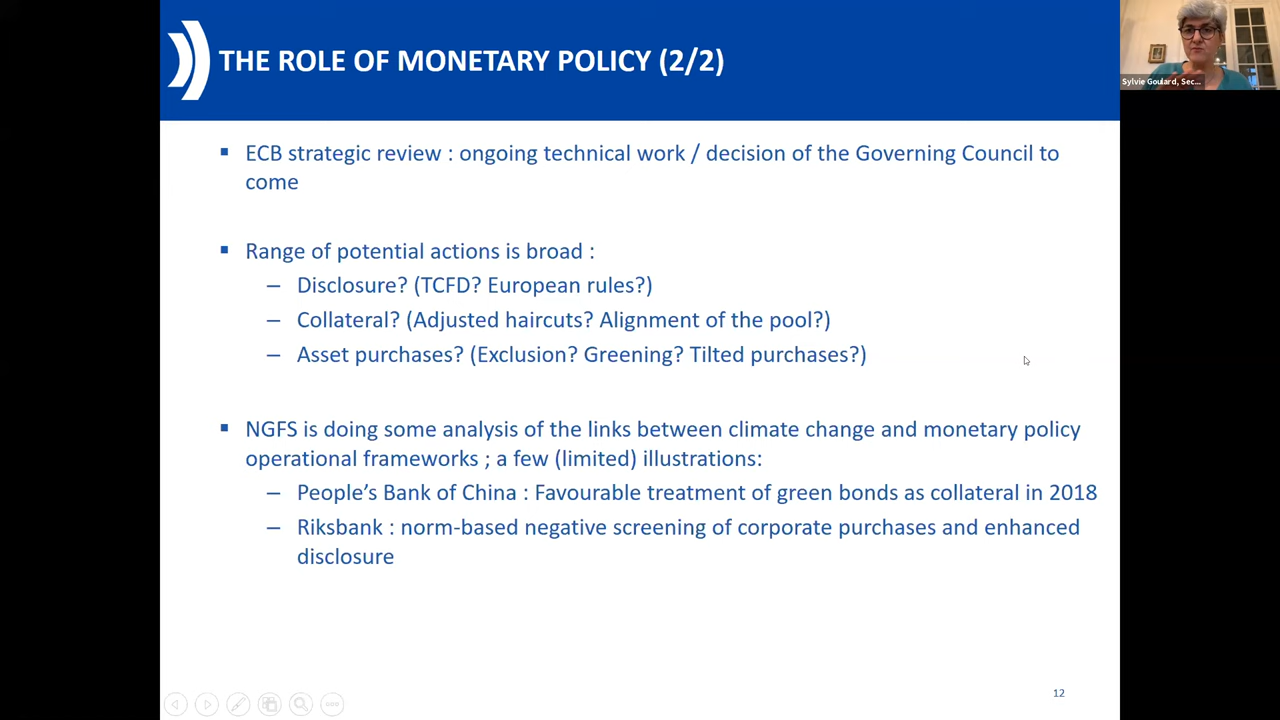 THE ROLE OF MONETARY POLICY (2/2)
Sylvie Goulard, Sec...
▪ ECB strategic review : ongoing technical work / decision of the Governing Council to
come
▪ Range of potential actions is broad :
– Disclosure? (TCFD? European rules?)
– Collateral? (Adjusted haircuts? Alignment of the pool?)
– Asset purchases? (Exclusion? Greening? Tilted purchases?)
▪ NGFS is doing some analysis of the links between climate change and monetary policy
operational frameworks ; a few (limited) illustrations:
– People’s Bank of China : Favourable treatment of green bonds as collateral in 2018
– Riksbank : norm-based negative screening of corporate purchases and enhanced
disclosure
12